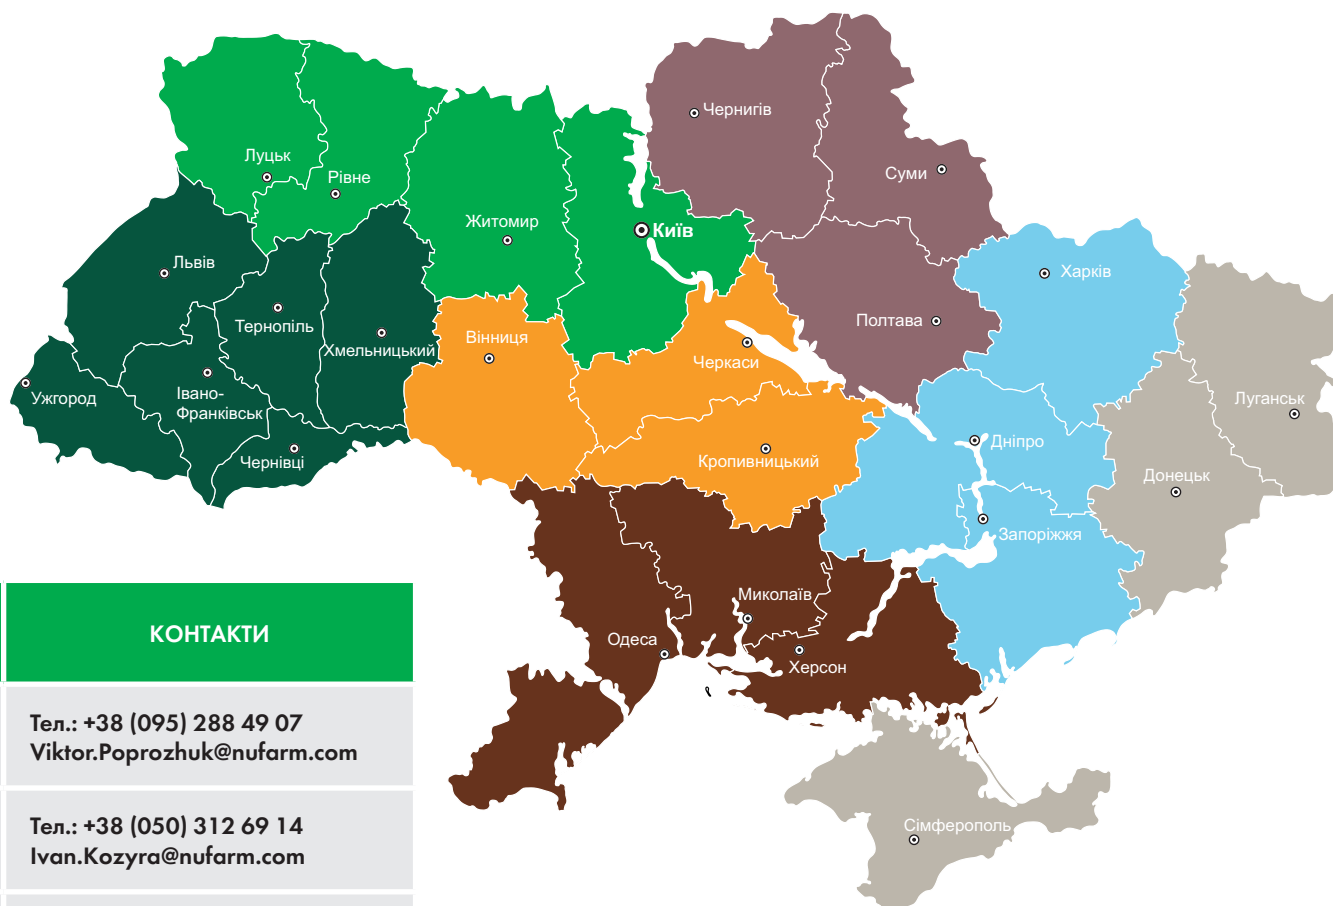 Чернигів
Луцьк
Рівне
Суми
Житомир
Київ
Львів
Харків
Тернопіль
Полтава
Вінниця
Хмельницький
Черкаси
Ужгород
Івано-
Франківськ
Луганськ
Дніпро
Чернівці
Кропивницький
Донецьк
Запоріжжя
Миколаїв
Одеса
Херсон
Сімферополь
КОНТАКТИ
Тел.: +38 (095) 288 49 07
Viktor.Poprozhuk@nufarm.com
Тел.: +38 (050) 312 69 14
Ivan.Kozyra@nufarm.com